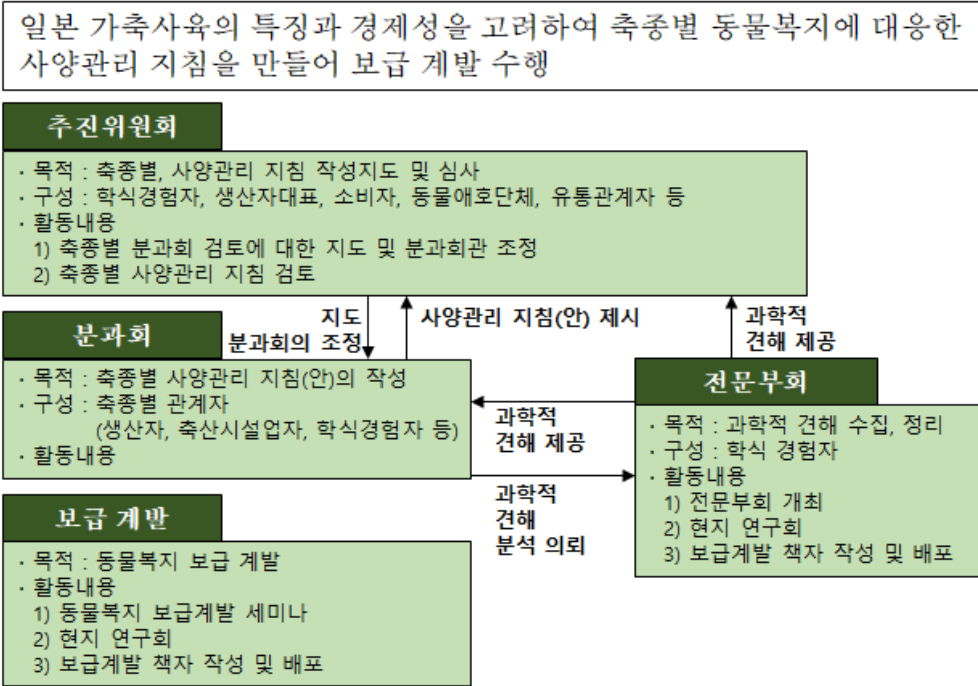 일본 가축사육의 특징과 경제성을 고려하여 축종별 동물복지에 대응한
사양관리 지침을 만들어 보급 계발 수행
추진위원회
· 목적 : 축종별, 사양관리 지침 작성지도 및 심사
· 구성 : 학식경험자, 생산자대표, 소비자, 동물애호단체, 유통관계자 등
· 활동내용
1) 축종별 분과회 검토에 대한 지도 및 분과회관 조정
2) 축종별 사양관리 지침 검토
지도
분과회의 조정
사양관리 지침(안) 제시
과학적
견해 제공
분과회
· 목적 : 축종별 사양관리 지침(안)의 작성
· 구성 : 축종별 관계자
(생산자, 축산시설업자, 학식경험자 등)
· 활동내용
과학적
견해 제공
과학적
견해
분석 의뢰
전문부회
· 목적 : 과학적 견해 수집, 정리
· 구성 : 학식 경험자
· 활동내용
1) 전문부회 개최
2) 현지 연구회
3) 보급계발 책자 작성 및 배포
보급 계발
· 목적 : 동물복지 보급 계발
· 활동내용
1) 동물복지 보급계발 세미나
2) 현지 연구회
3) 보급계발 책자 작성 및 배포